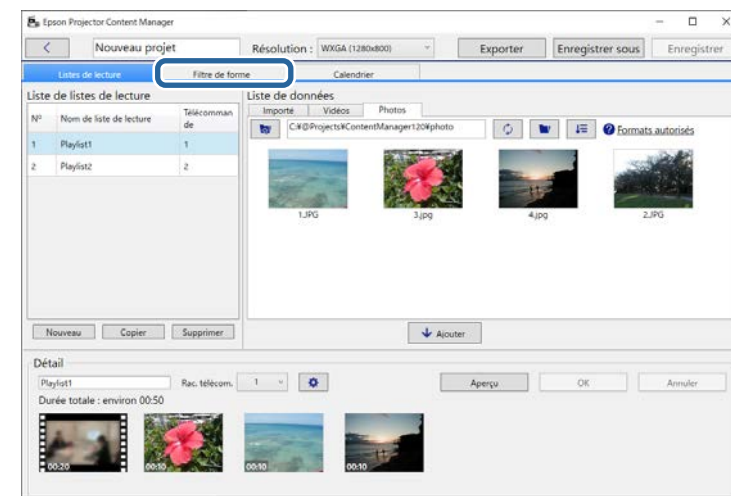 Epson Projector Content Manager
Nouveau projet
Résolution : WXGA (1280x800)
Exporter
Enregistrer sous
Enregistrer
Listes de lecture
Filtre de forme
Calendrier
Liste de listes de lecture
Nº
Nom de liste de lecture
Télécomman
de
1 Playlist1 1
2 Playlist2 2
Nouveau
Copier
Supprimer
Liste de données
Importé
Vidéos
Photos
C:¥@Projects¥ContentManager120¥photo
Formats autorisés
1.JPG
3.jpg
4.jpg
2.JPG
Ajouter
Détail
Playlist1
Rac. télécom.
1
Aperçu
OK
Annuler
Durée totale : environ 00:50
00:20
00:10
00:10
00:10